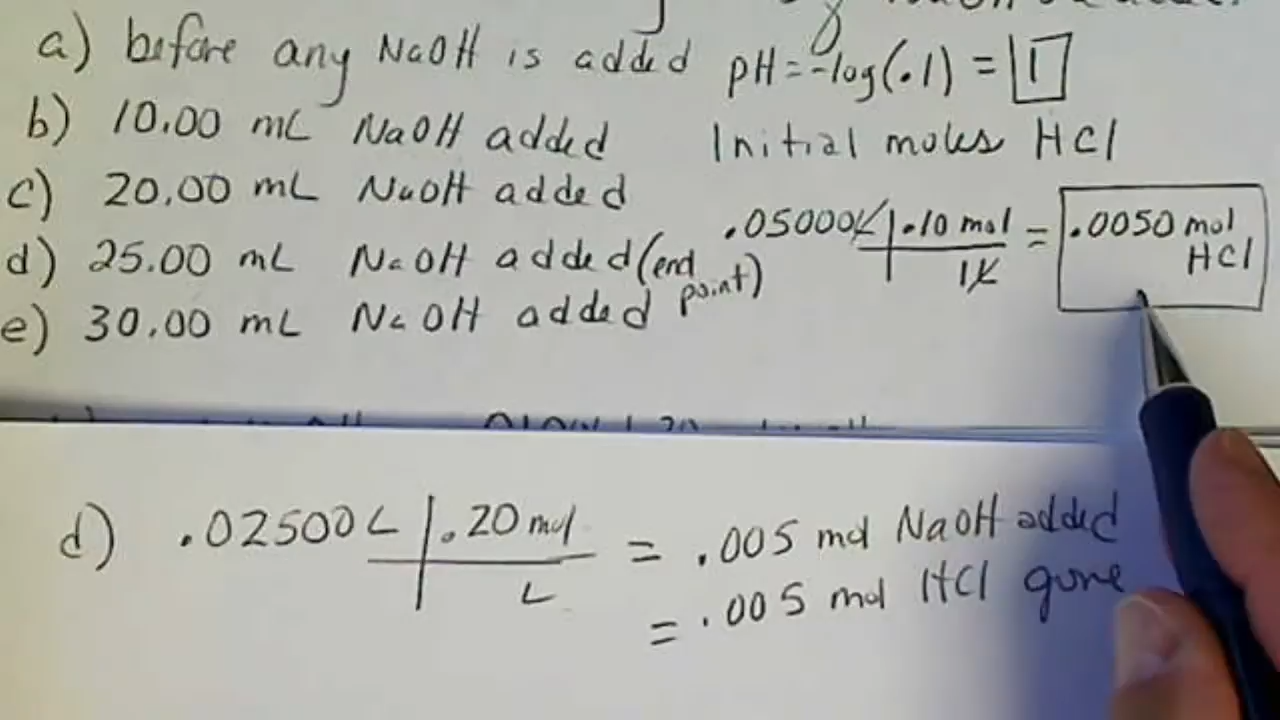 a) before any NaOH is added pH = -log(.1) = 1
b) 10.00 mL NaOH added Initial moles HCl
c) 20.00 mL NaOH added
.05000L | .10 mol = .0050 mol HCl
1L
d) 25.00 mL NaOH added (end point)
e) 30.00 mL NaOH added
d) .02500L | .20 mol = .005 mol NaOH added
L
= .005 mol HCl gone